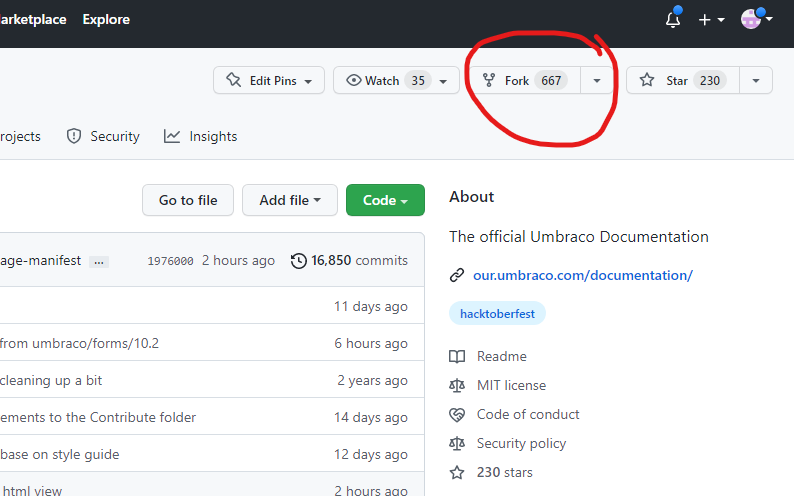 arketplace Explore
Edit Pins Watch 35 Fork 667 Star 230
rojects Security Insights
Go to file Add file Code
About
The official Umbraco Documentation
age-manifest ... 1976000 2 hours ago 16,850 commits
our.umbraco.com/documentation/
11 days ago
hacktoberfest
from umbraco/forms/10.2 6 hours ago
Readme
cleaning up a bit 2 years ago
MIT license
ements to the Contribute folder 14 days ago
Code of conduct
base on style guide 12 days ago
Security policy
230 stars
html view 2 hours ago